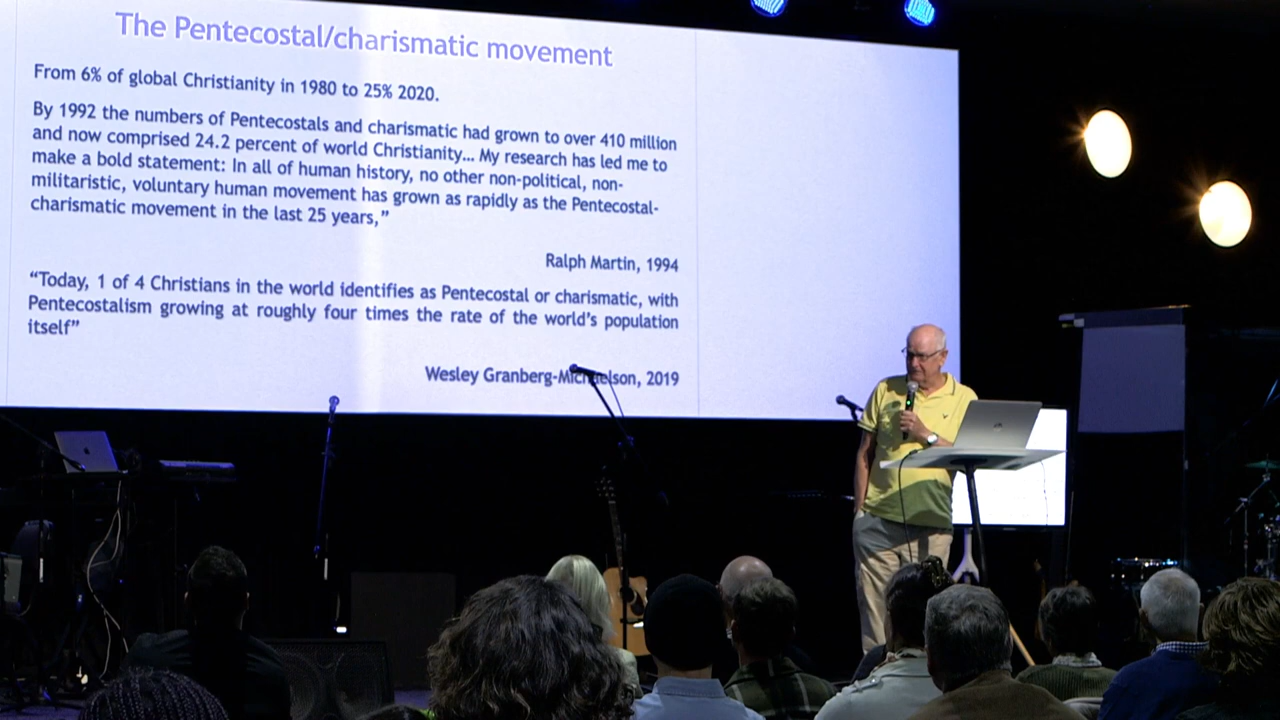 The Pentecostal/charismatic movement
From 6% of global Christianity in 1980 to 25% 2020.
By 1992 the numbers of Pentecostals and charismatic had grown to over 410 million
and now comprised 24.2 percent of world Christianity... My research has led me to
make a bold statement: In all of human history, no other non-political, non-
militaristic, voluntary human movement has grown as rapidly as the Pentecostal-
charismatic movement in the last 25 years,”
Ralph Martin, 1994
“Today, 1 of 4 Christians in the world identifies as Pentecostal or charismatic, with
Pentecostalism growing at roughly four times the rate of the world’s population
itself”
Wesley Granberg-Michaelson, 2019